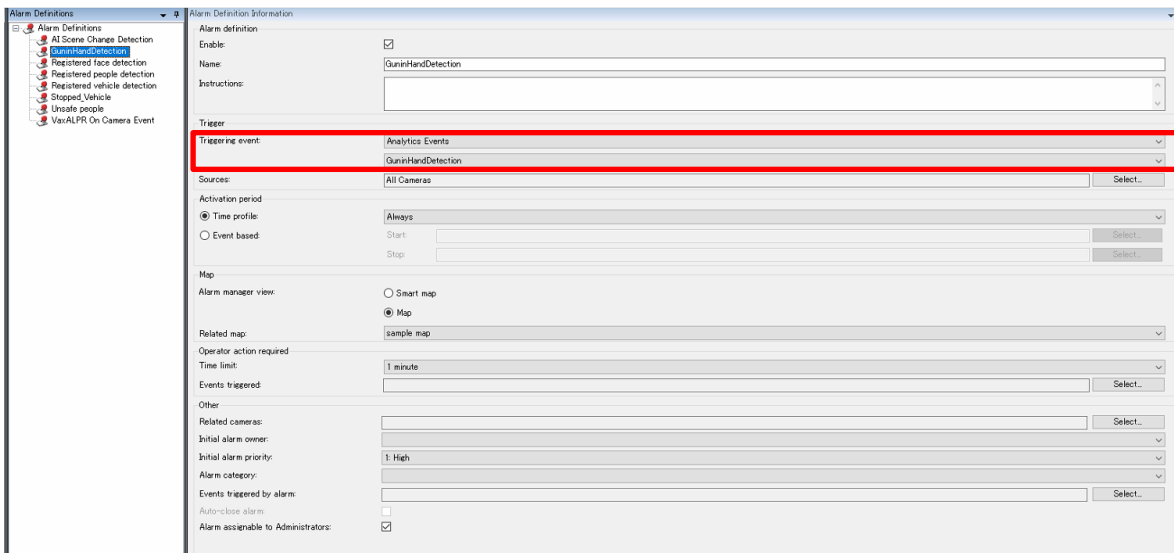 Alarm Definitions
Alarm Definitions
AI Scene Change Detection
GuninHandDetection
Registered face detection
Registered people detection
Registered vehicle detection
Stopped_Vehicle
Unsafe people
VaxALPR On Camera Event
Alarm Definition Information
Alarm definition
Enable:
Name: GuninHandDetection
Instructions:
Trigger
Triggering event: Analytics Events
GuninHandDetection
Sources: All Cameras Select...
Activation period
Time profile: Always
Event based: Start: Select...
Stop: Select...
Map
Alarm manager view: Smart map
Map
Related map: sample map
Operator action required
Time limit: 1 minute
Events triggered: Select...
Other
Related cameras: Select...
Initial alarm owner:
Initial alarm priority: 1: High
Alarm category:
Events triggered by alarm: Select...
Auto-close alarm:
Alarm assignable to Administrators: